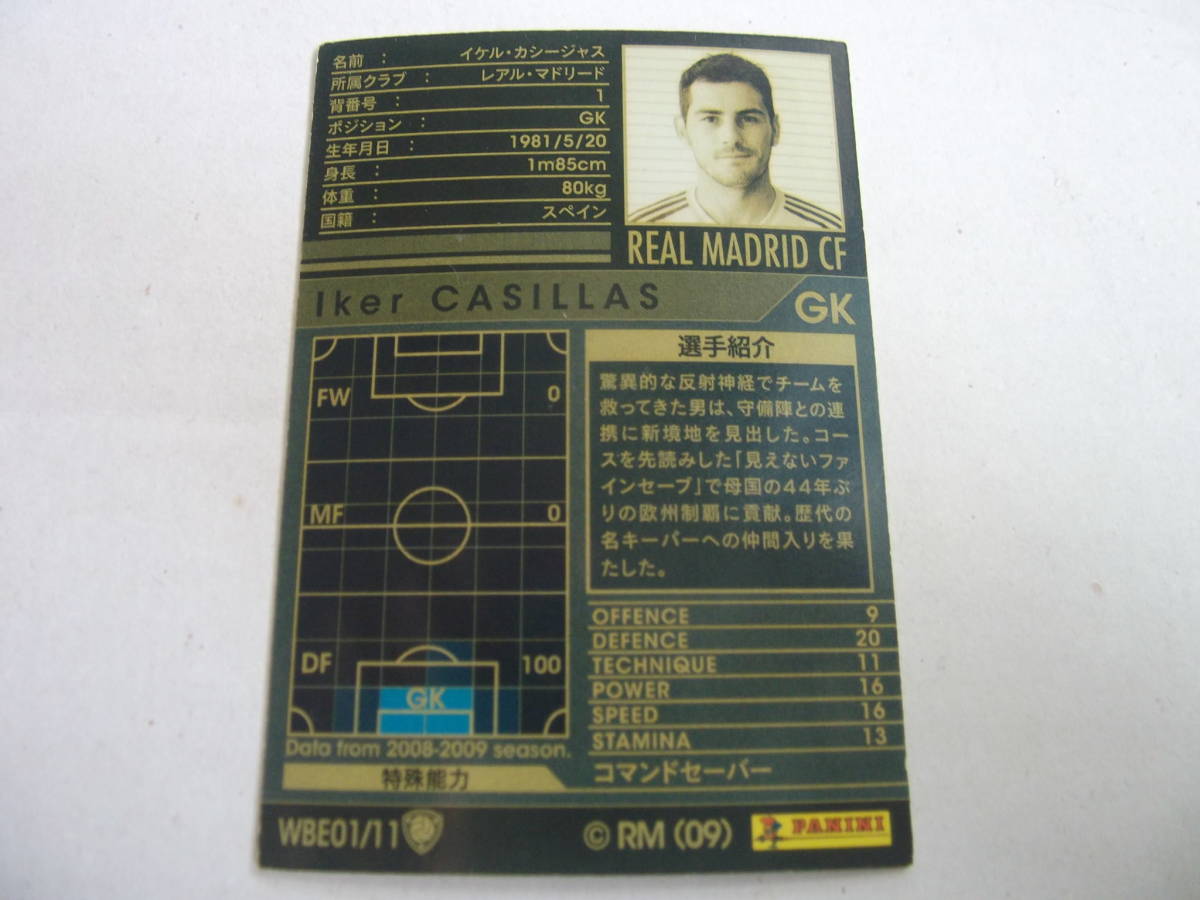 名前 : イケル・カシージャス
所属クラブ : レアル・マドリード
背番号 : 1
ポジション : GK
生年月日 : 1981/5/20
身長 : 1m85cm
体重 : 80kg
国籍 : スペイン
REAL MADRID CF
Iker CASILLAS
GK
FW 0
MF 0
DF 100
GK
Data from 2008-2009 season.
選手紹介
驚異的な反射神経でチームを
救ってきた男は、守備陣との連
携に新境地を見出した。コー
スを先読みした「見えないファ
インセーブ」で母国の44年ぶ
りの欧州制覇に貢献。歴代の
名キーパーへの仲間入りを果
たした。
OFFENCE 9
DEFENCE 20
TECHNIQUE 11
POWER 16
SPEED 16
STAMINA 13
特殊能力 コマンドセーバー
WBE01/11
© RM (09)
PANINI